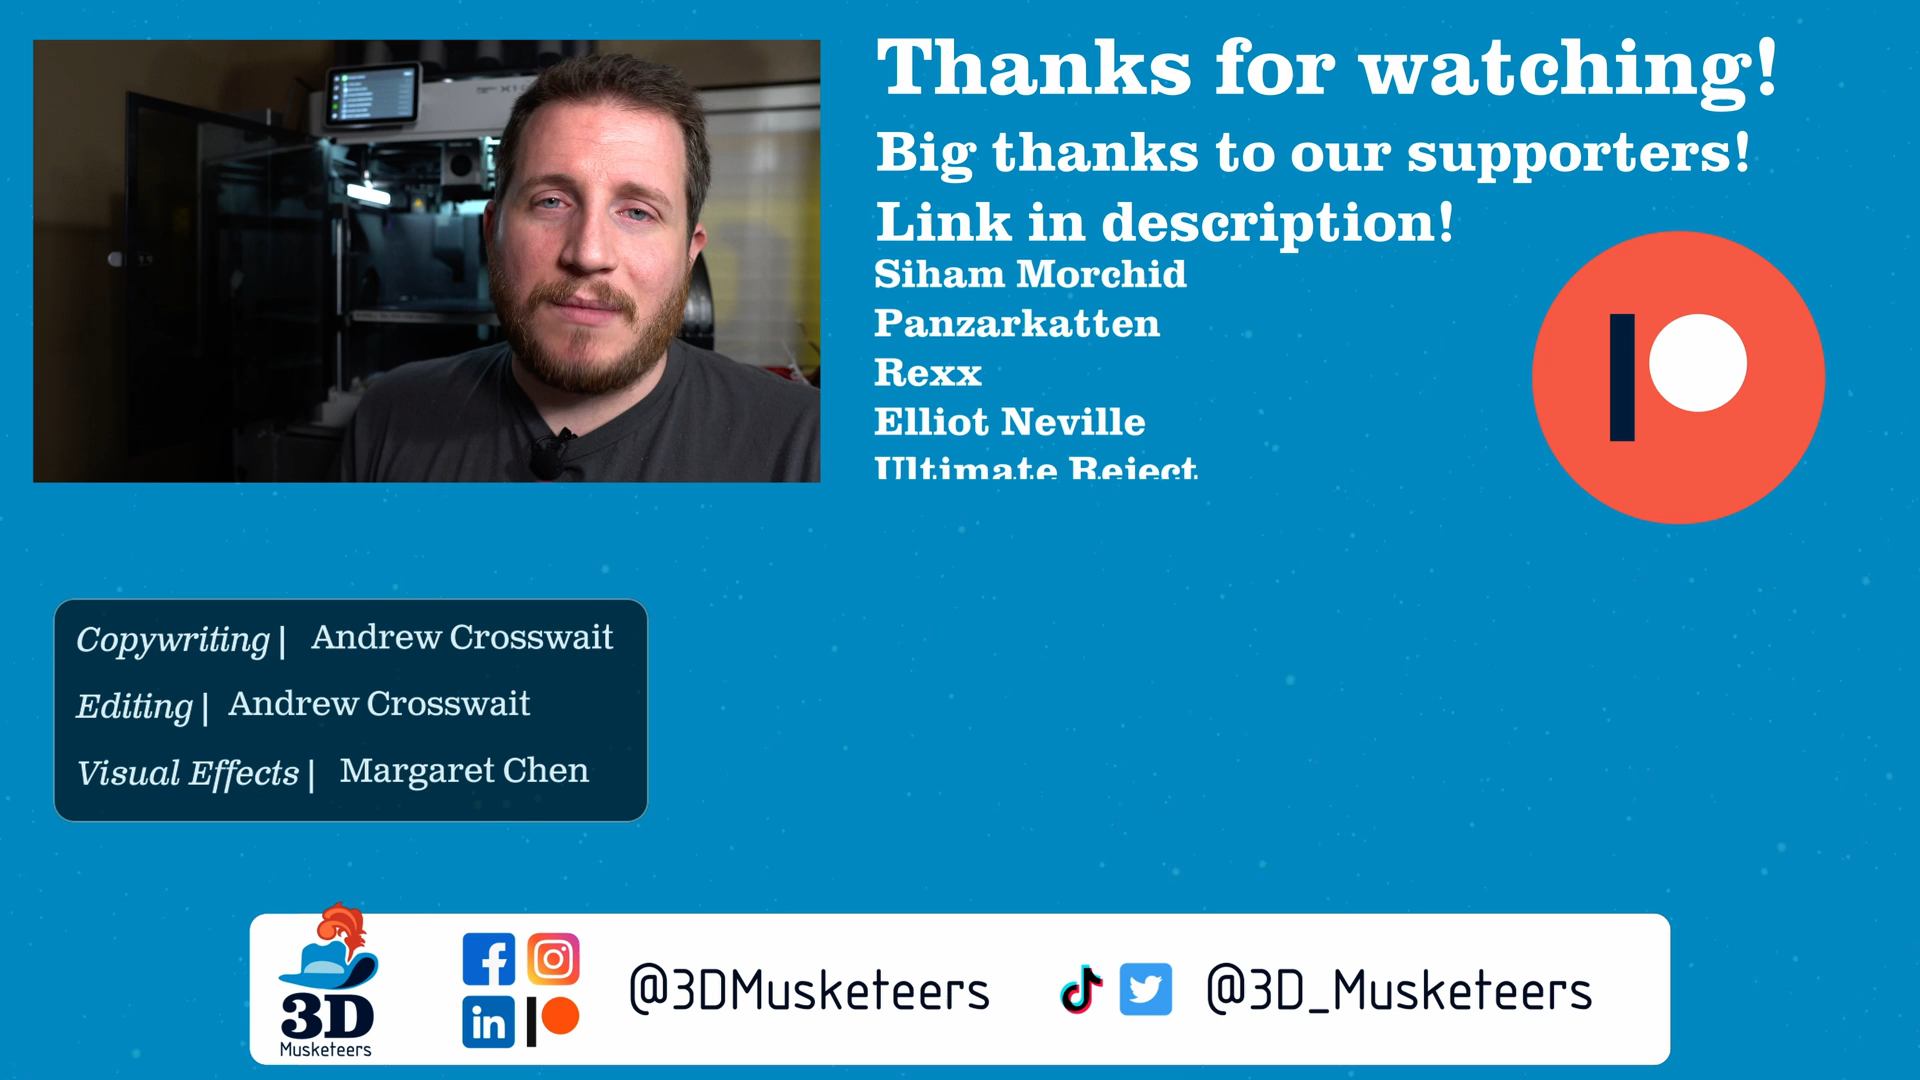 Thanks for watching!
Big thanks to our supporters!
Link in description!
Siham Morchid
Panzarkatten
Rexx
Elliot Neville
Ultimate Reject
Copywriting | Andrew Crosswait
Editing | Andrew Crosswait
Visual Effects | Margaret Chen
3D
Musketeers
@3DMusketeers
@3D_Musketeers